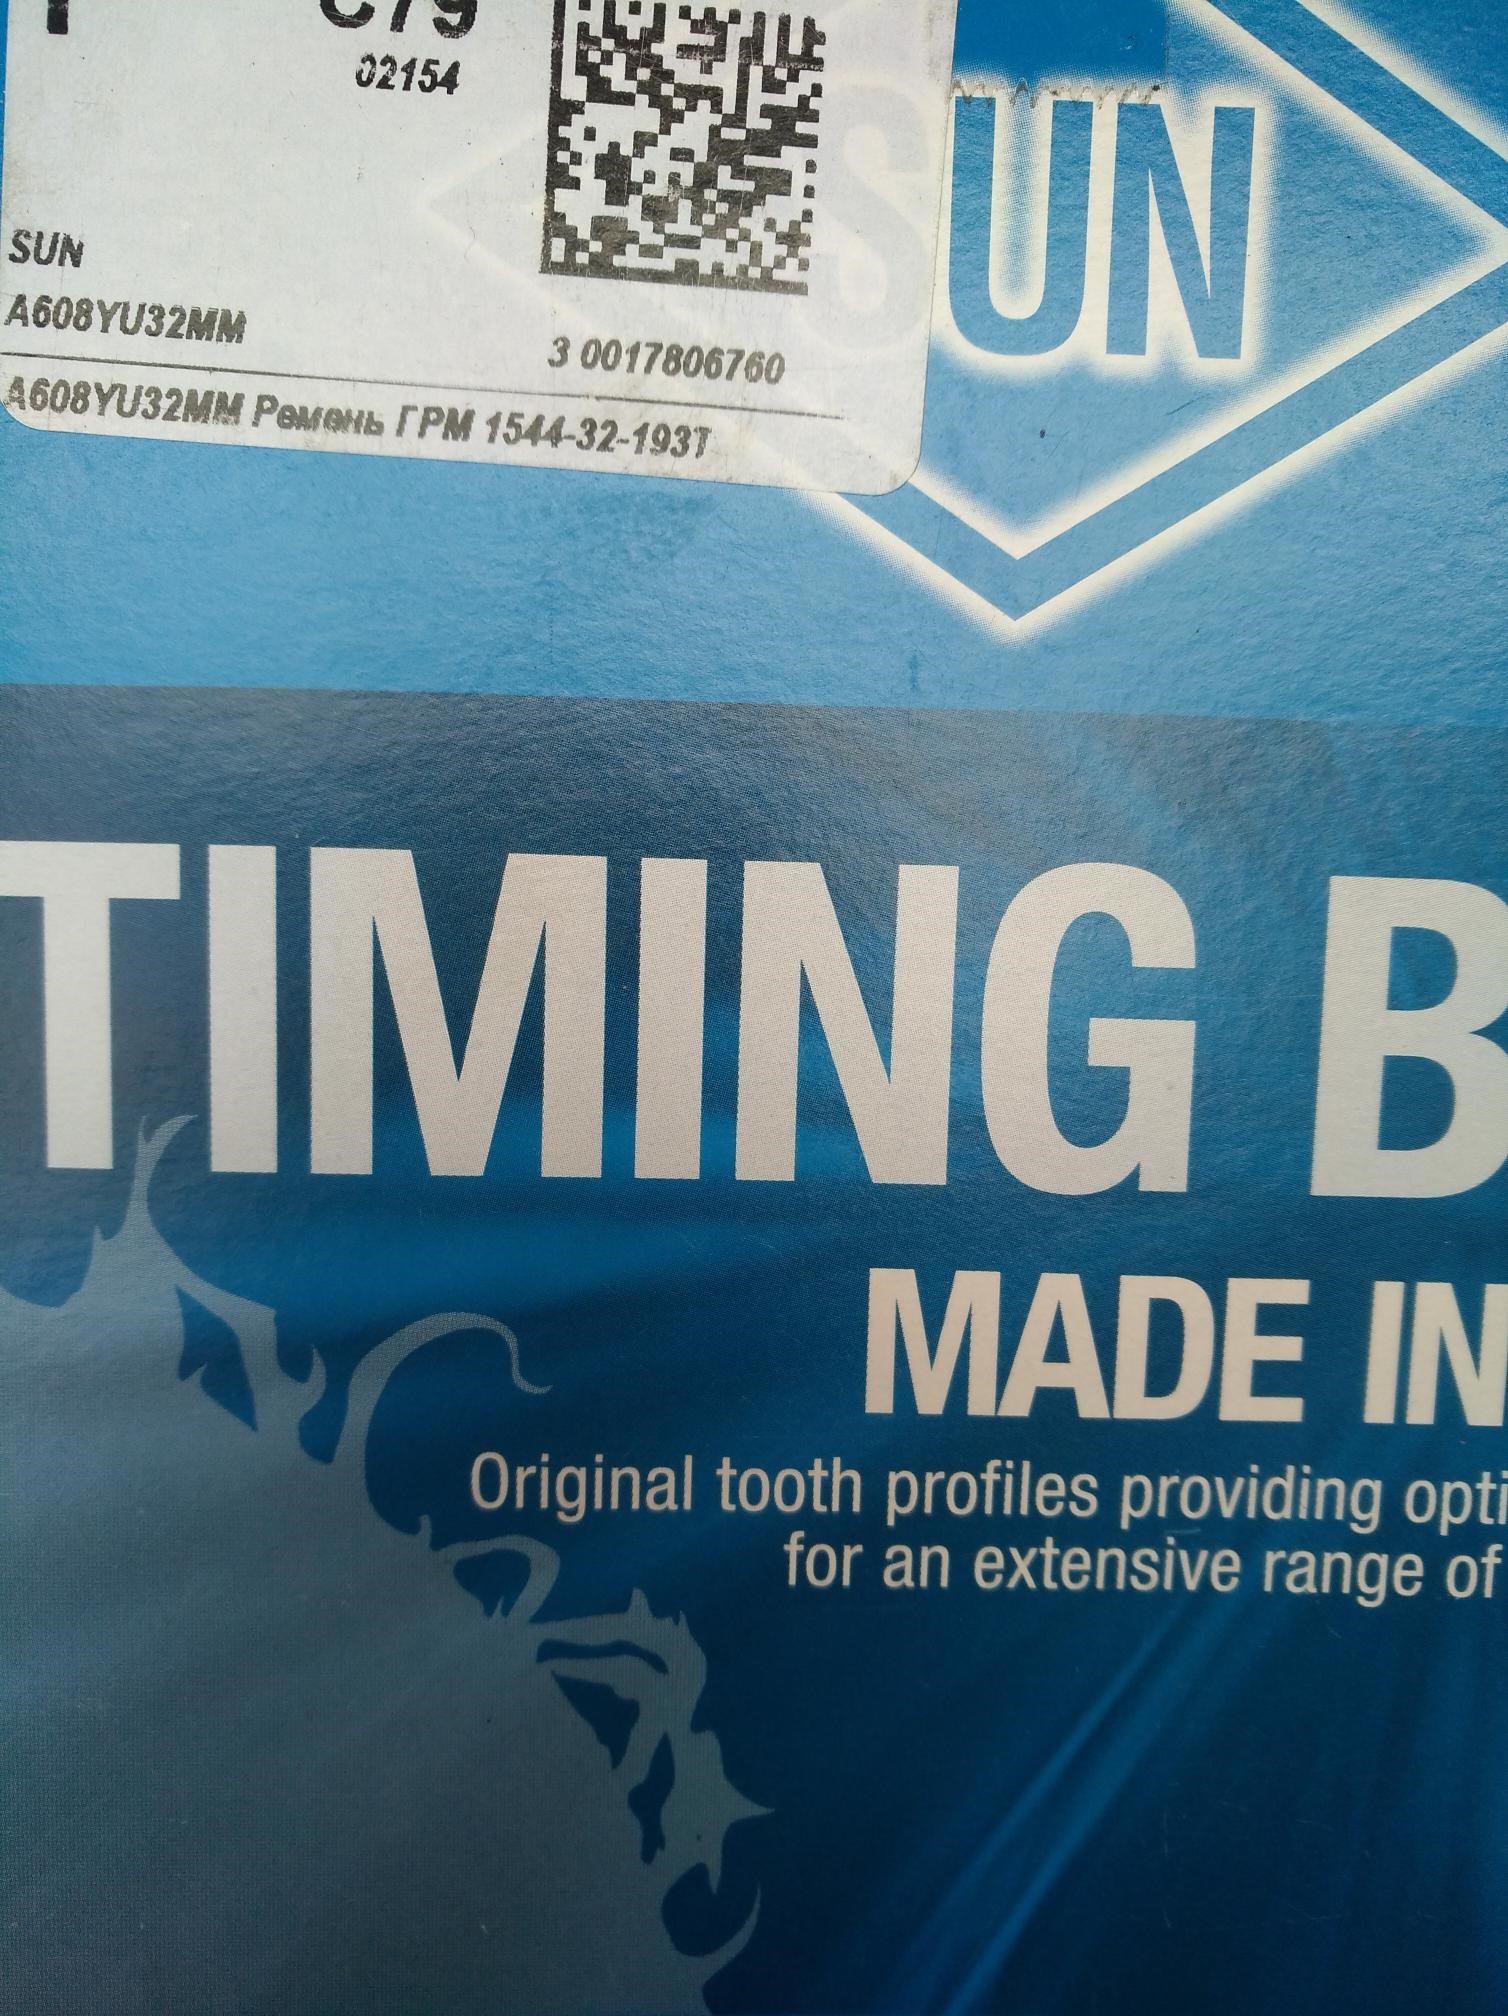 C79
02154
SUN
SUN
A608YU32MM
3 0017806760
A608YU32MM Ремень ГРМ 1544-32-193T
TIMING B
MADE IN
Original tooth profiles providing opti
for an extensive range of